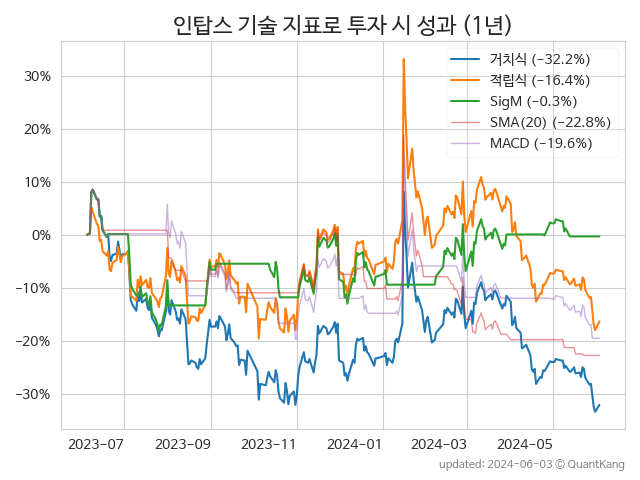 인탑스 기술 지표로 투자 시 성과 (1년)
거치식 (−32.2%)
적립식 (−16.4%)
SigM (−0.3%)
SMA(20) (−22.8%)
MACD (−19.6%)
30%
20%
10%
0%
−10%
−20%
−30%
2023-07 2023-09 2023-11 2024-01 2024-03 2024-05
updated: 2024-06-03 ⓒ QuantKang